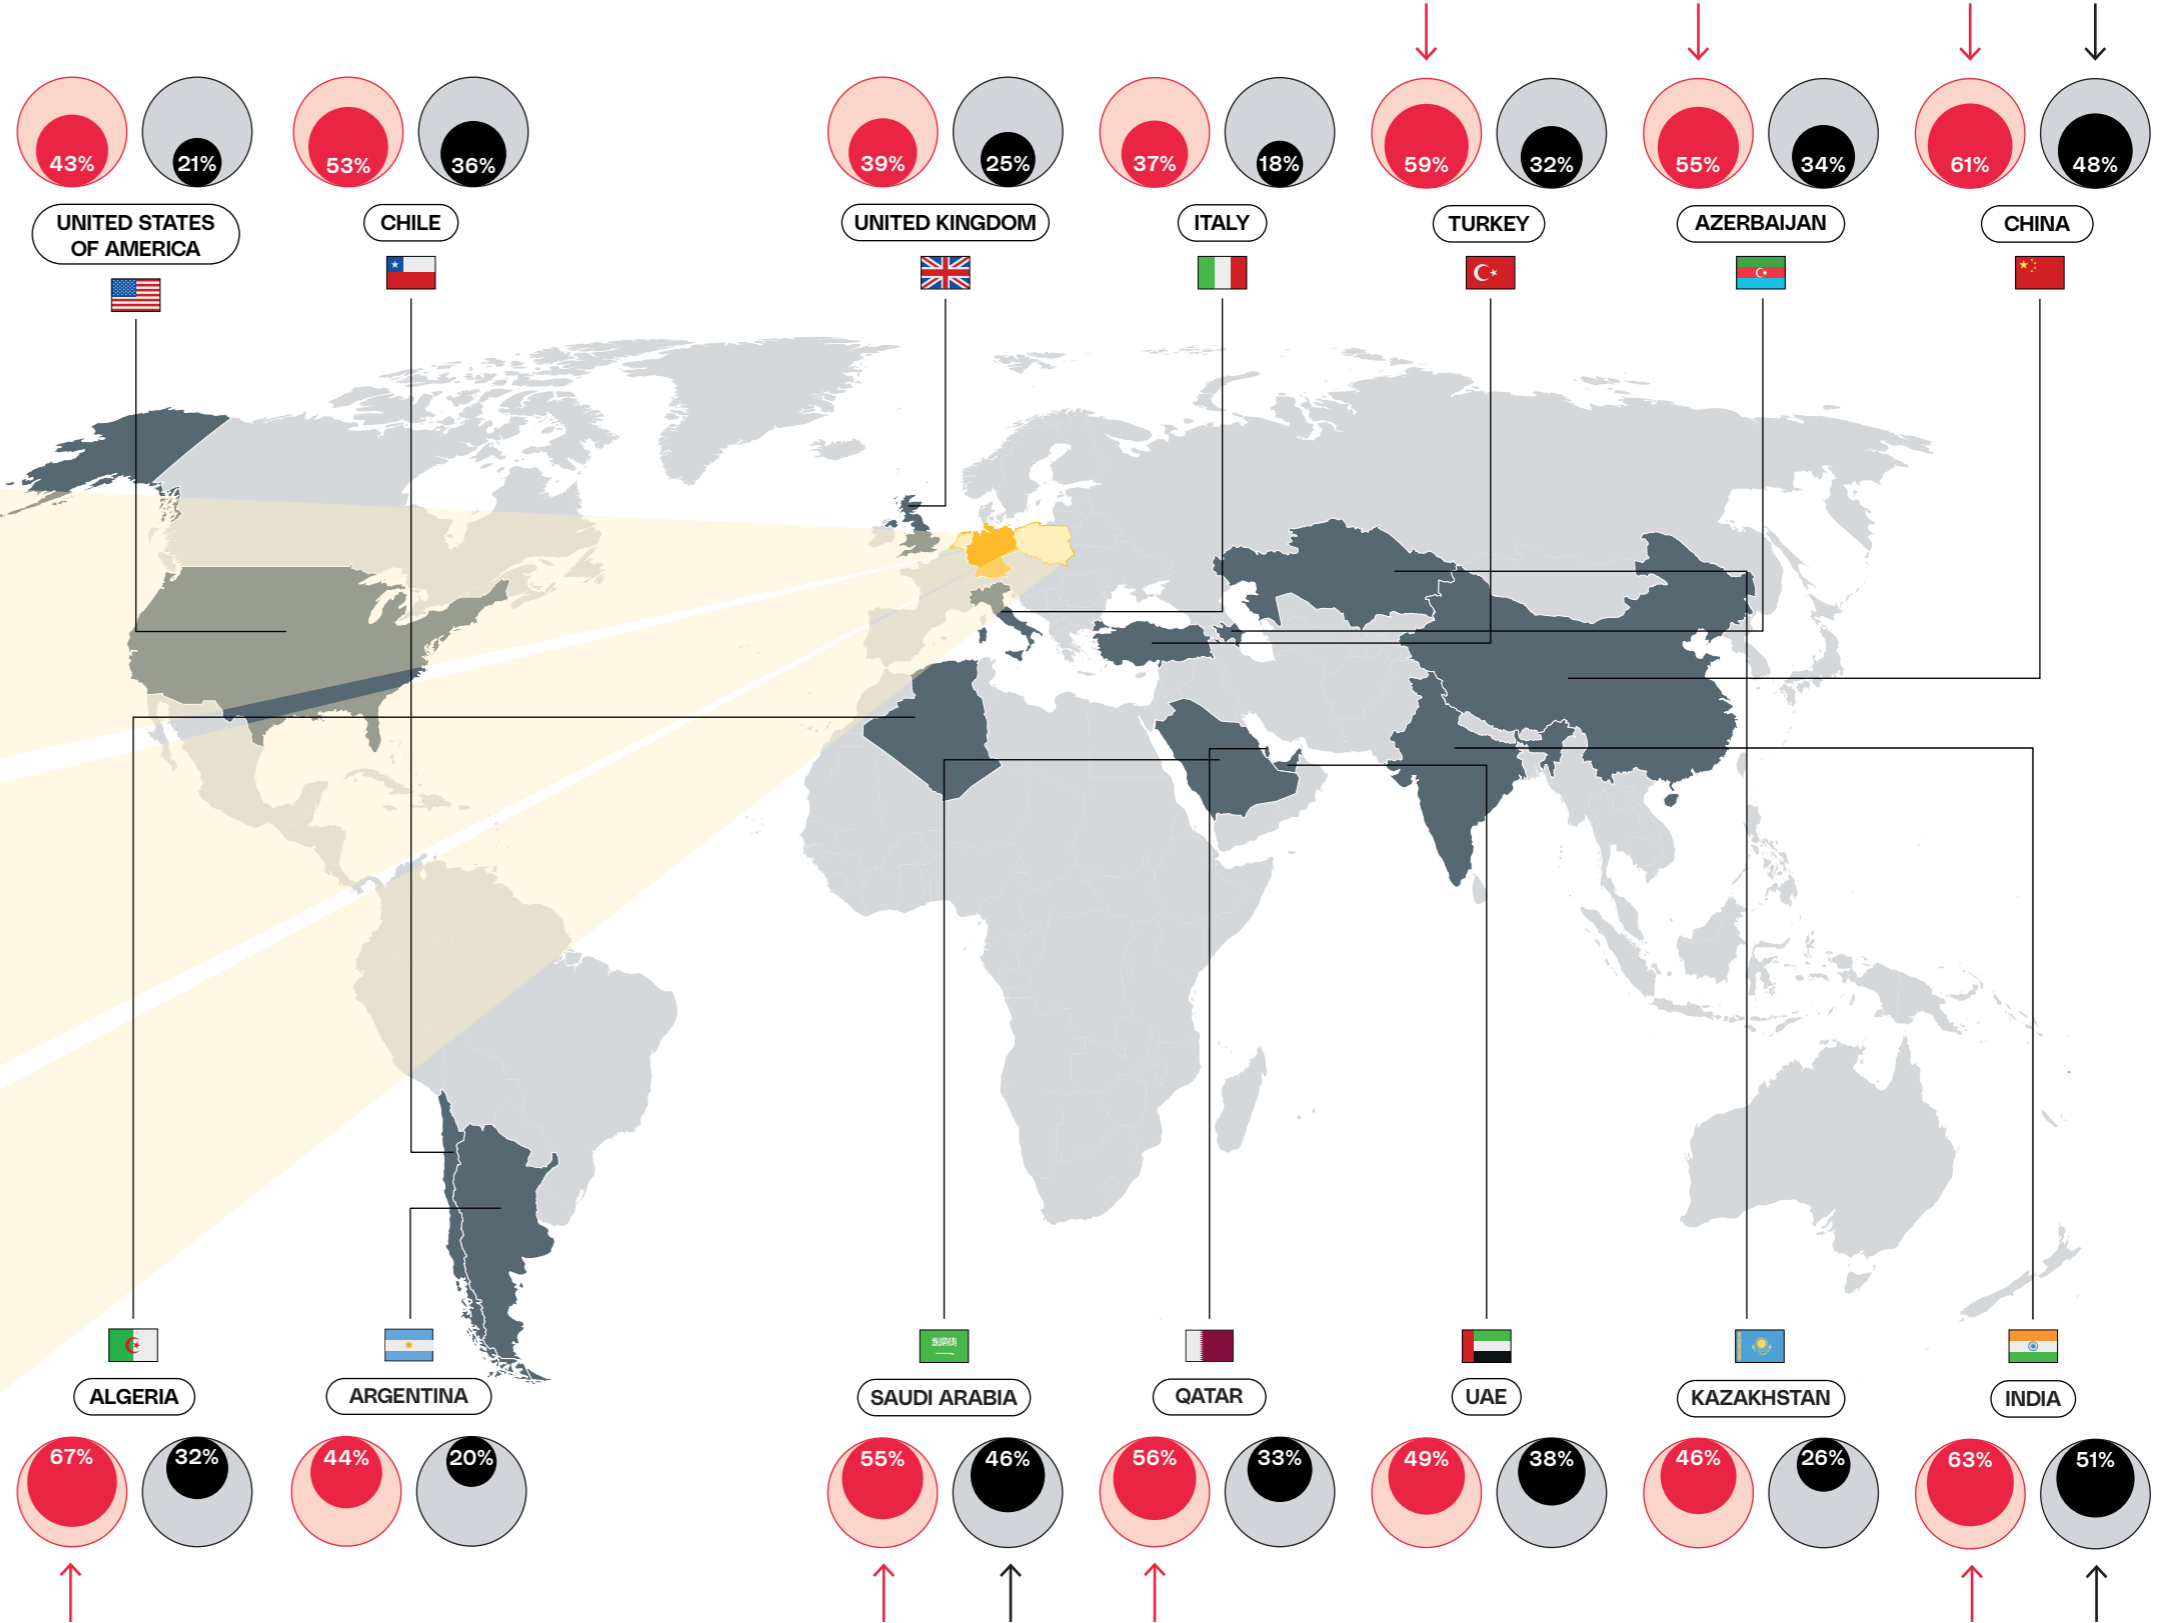 43% 21% 53% 36% 39% 25% 37% 18% 59% 32% 55% 34% 61% 48%
UNITED STATES
OF AMERICA
CHILE
UNITED KINGDOM
ITALY
TURKEY
AZERBAIJAN
CHINA
ALGERIA
ARGENTINA
SAUDI ARABIA
QATAR
UAE
KAZAKHSTAN
INDIA
67% 32% 44% 20% 55% 46% 56% 33% 49% 38% 46% 26% 63% 51%